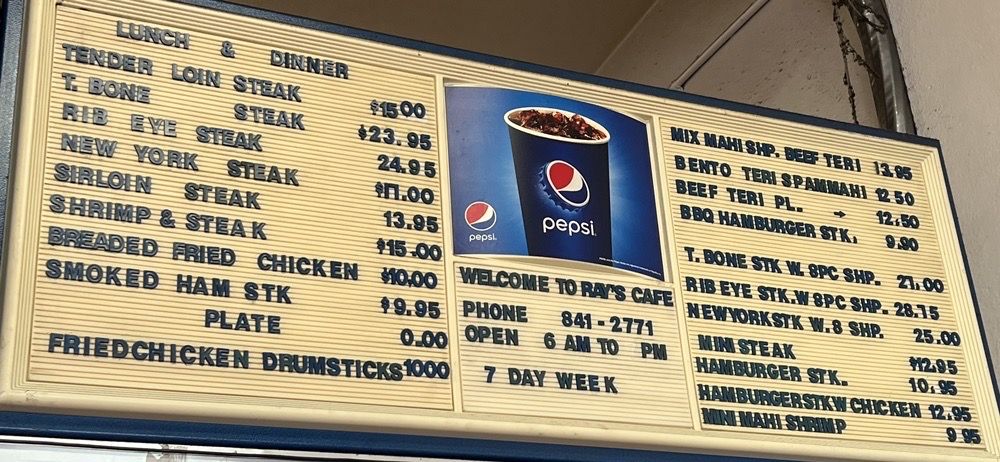 LUNCH & DINNER
TENDER LOIN STEAK $15.00
T. BONE STEAK $23.95
RIB EYE STEAK 24.95
NEW YORK STEAK $17.00
SIRLOIN STEAK 13.95
SHRIMP & STEAK $15.00
BREADED FRIED CHICKEN $10.00
SMOKED HAM STK $9.95
PLATE 0.00
FRIEDCHICKEN DRUMSTICKS 1000
pepsi.
pepsi.
WELCOME TO RAY'S CAFE
PHONE 841-2771
OPEN 6 AM TO PM
7 DAY WEEK
MIX MAHI SHP. BEEF TERI 13.95
BENTO TERI SPAMMAHI 12.50
BEEF TERI PL.. → 12.50
BBQ HAMBURGER STK. 9.90
T. BONE STK W. 8PC SHP. 27.00
RIB EYE STK.W 8PC SHP. 28.75
NEWYORKSTK W. 8 SHP. 25.00
MINI STEAK $12.95
HAMBURGER STK. 10.95
HAMBURGERSTKW CHICKEN 12.95
MINI MAHI SHRIMP 9 95